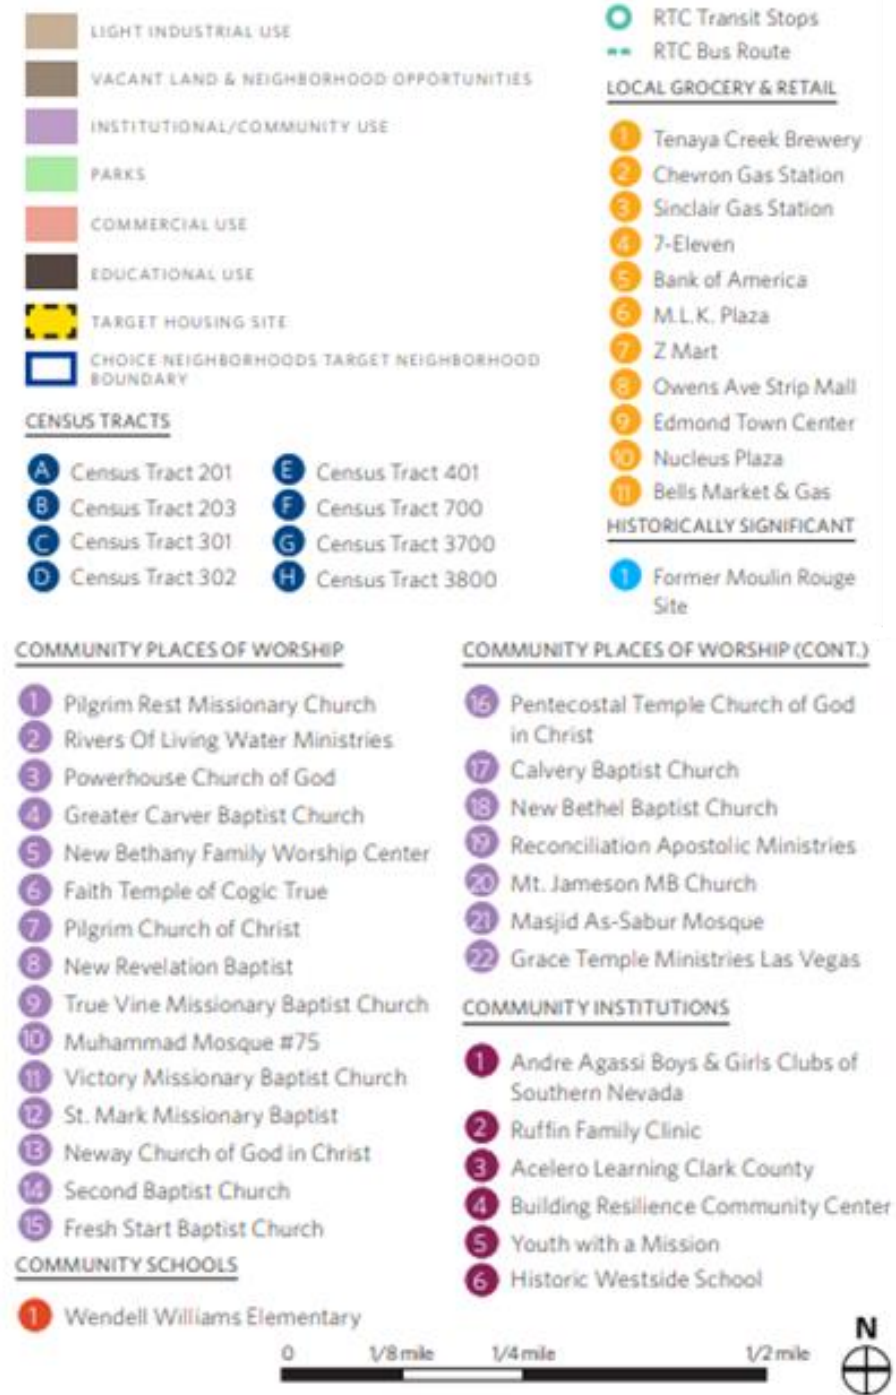 LIGHT INDUSTRIAL USE
VACANT LAND & NEIGHBORHOOD OPPORTUNITIES
INSTITUTIONAL/COMMUNITY USE
PARKS
COMMERCIAL USE
EDUCATIONAL USE
TARGET HOUSING SITE
CHOICE NEIGHBORHOODS TARGET NEIGHBORHOOD
BOUNDARY
CENSUS TRACTS
A Census Tract 201
B Census Tract 203
C Census Tract 301
D Census Tract 302
E Census Tract 401
F Census Tract 700
G Census Tract 3700
H Census Tract 3800
RTC Transit Stops
RTC Bus Route
LOCAL GROCERY & RETAIL
1 Tenaya Creek Brewery
2 Chevron Gas Station
3 Sinclair Gas Station
4 7-Eleven
5 Bank of America
6 M.L.K. Plaza
7 Z Mart
8 Owens Ave Strip Mall
9 Edmond Town Center
10 Nucleus Plaza
11 Bells Market & Gas
HISTORICALLY SIGNIFICANT
1 Former Moulin Rouge
Site
COMMUNITY PLACES OF WORSHIP
1 Pilgrim Rest Missionary Church
2 Rivers Of Living Water Ministries
3 Powerhouse Church of God
4 Greater Carver Baptist Church
5 New Bethany Family Worship Center
6 Faith Temple of Cogic True
7 Pilgrim Church of Christ
8 New Revelation Baptist
9 True Vine Missionary Baptist Church
10 Muhammad Mosque #75
11 Victory Missionary Baptist Church
12 St. Mark Missionary Baptist
13 Neway Church of God in Christ
14 Second Baptist Church
15 Fresh Start Baptist Church
COMMUNITY SCHOOLS
1 Wendell Williams Elementary
COMMUNITY PLACES OF WORSHIP (CONT.)
16 Pentecostal Temple Church of God
in Christ
17 Calvery Baptist Church
18 New Bethel Baptist Church
19 Reconciliation Apostolic Ministries
20 Mt. Jameson MB Church
21 Masjid As-Sabur Mosque
22 Grace Temple Ministries Las Vegas
COMMUNITY INSTITUTIONS
1 Andre Agassi Boys & Girls Clubs of
Southern Nevada
2 Ruffin Family Clinic
3 Acelero Learning Clark County
4 Building Resilience Community Center
5 Youth with a Mission
6 Historic Westside School
0 1/8 mile 1/4 mile 1/2 mile
N